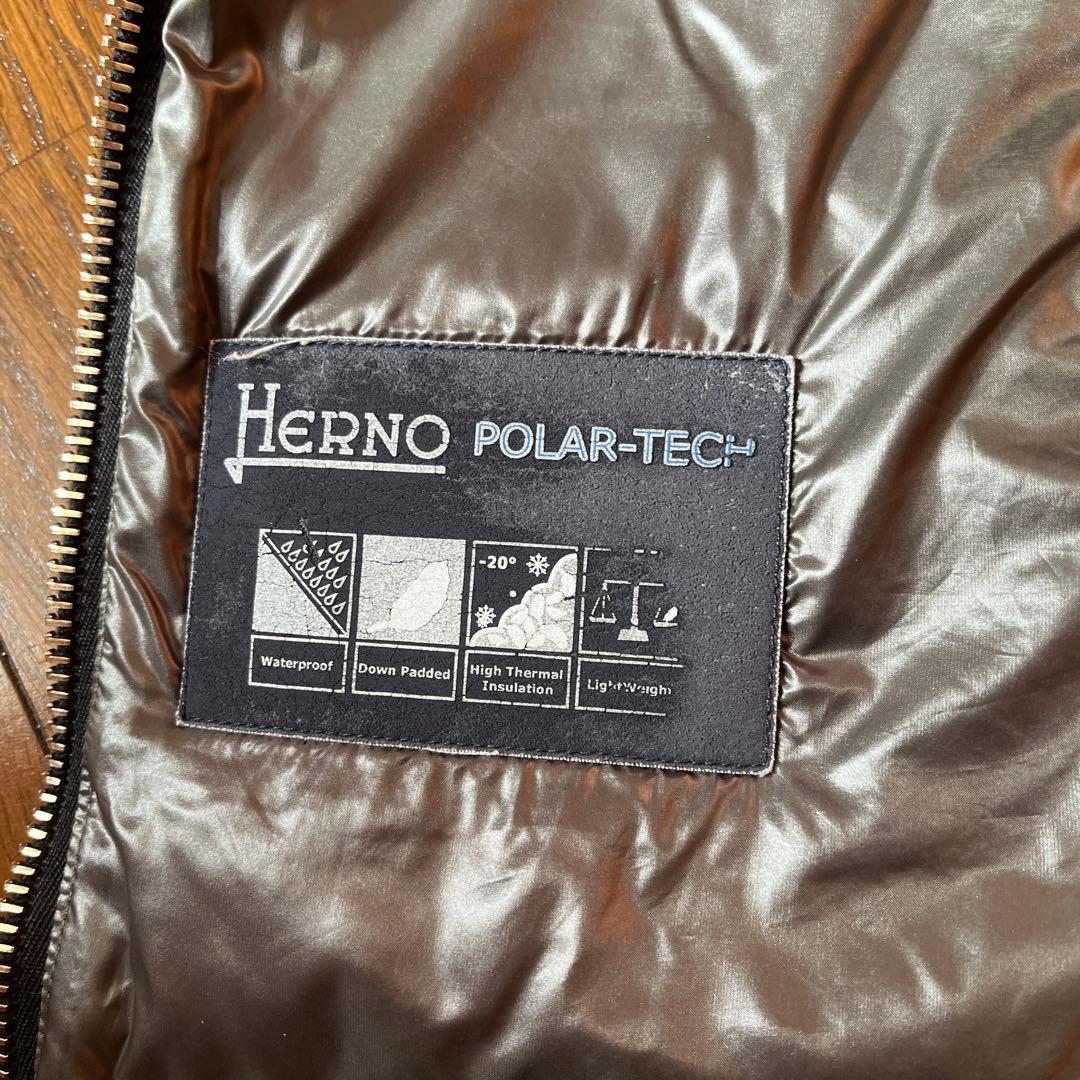 HERNO POLAR-TECH
-20°
Waterproof
Down Padded
High Thermal
Insulation
LightWeight